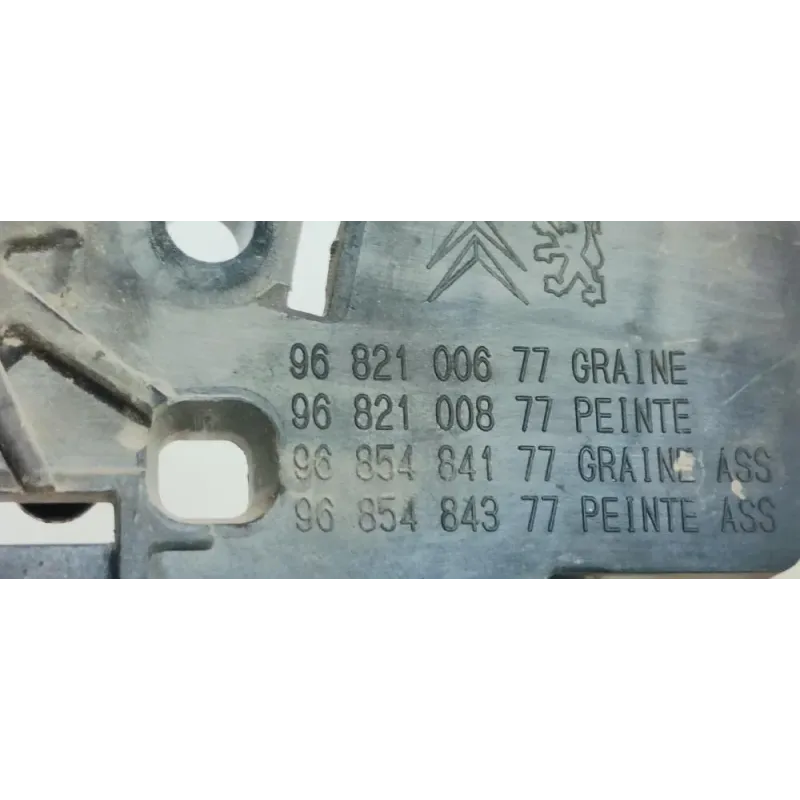 96 821 006 77 GRAINE
96 821 008 77 PEINTE
96 854 841 77 GRAINE ASS
96 854 843 77 PEINTE ASS